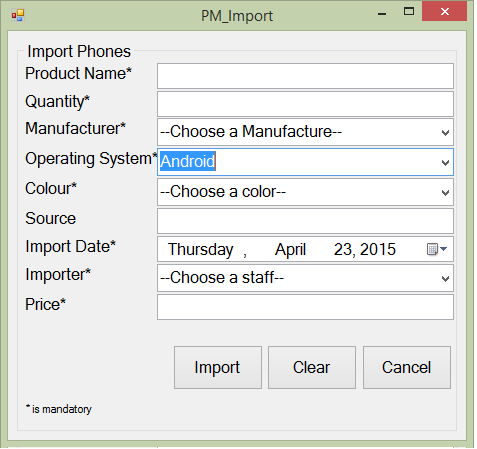 PM_Import
Import Phones
Product Name*
Quantity*
Manufacturer* --Choose a Manufacture--
Operating System* Android
Colour* --Choose a color--
Source
Import Date* Thursday , April 23, 2015
Importer* --Choose a staff--
Price*
Import Clear Cancel
* is mandatory